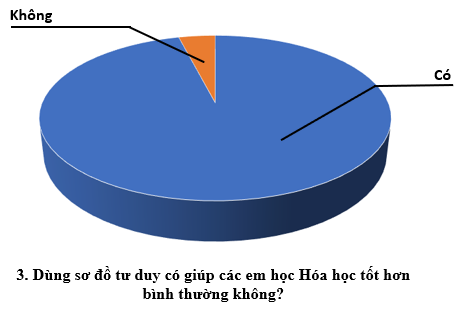 Không
Có
3. Dùng sơ đồ tư duy có giúp các em học Hóa học tốt hơn
bình thường không?